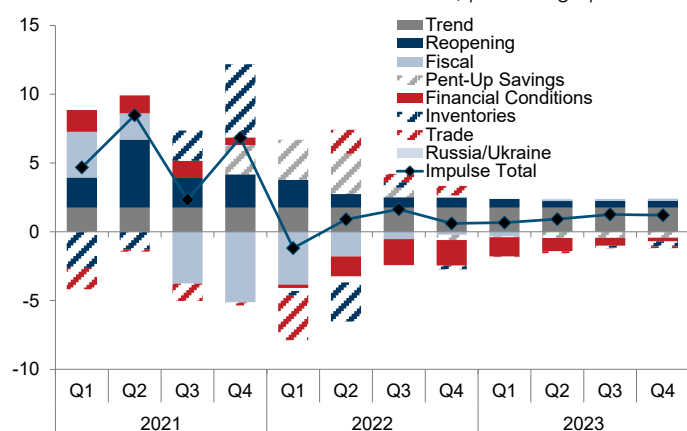 15
10
5
0
-5
-10
Trend
Reopening
Fiscal
Pent-Up Savings
Financial Conditions
Inventories
Trade
Russia/Ukraine
Impulse Total
Q1 Q2 Q3 Q4 Q1 Q2 Q3 Q4 Q1 Q2 Q3 Q4
2021 2022 2023